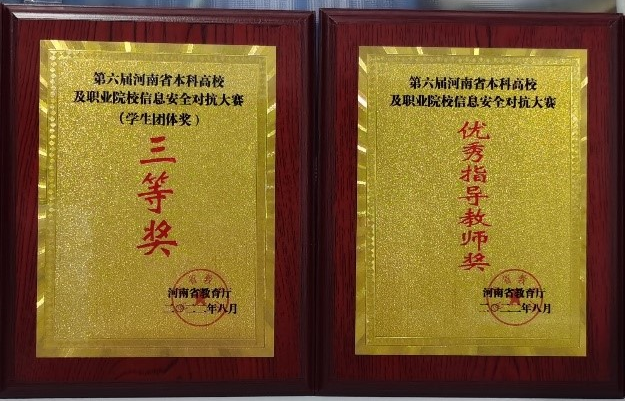 第六届河南省本科高校
及职业院校信息安全对抗大赛
（学生团体奖）
三等奖
河南省教育厅
二〇二二年八月
第六届河南省本科高校
及职业院校信息安全对抗大赛
优秀指导教师奖
河南省教育厅
二〇二二年八月